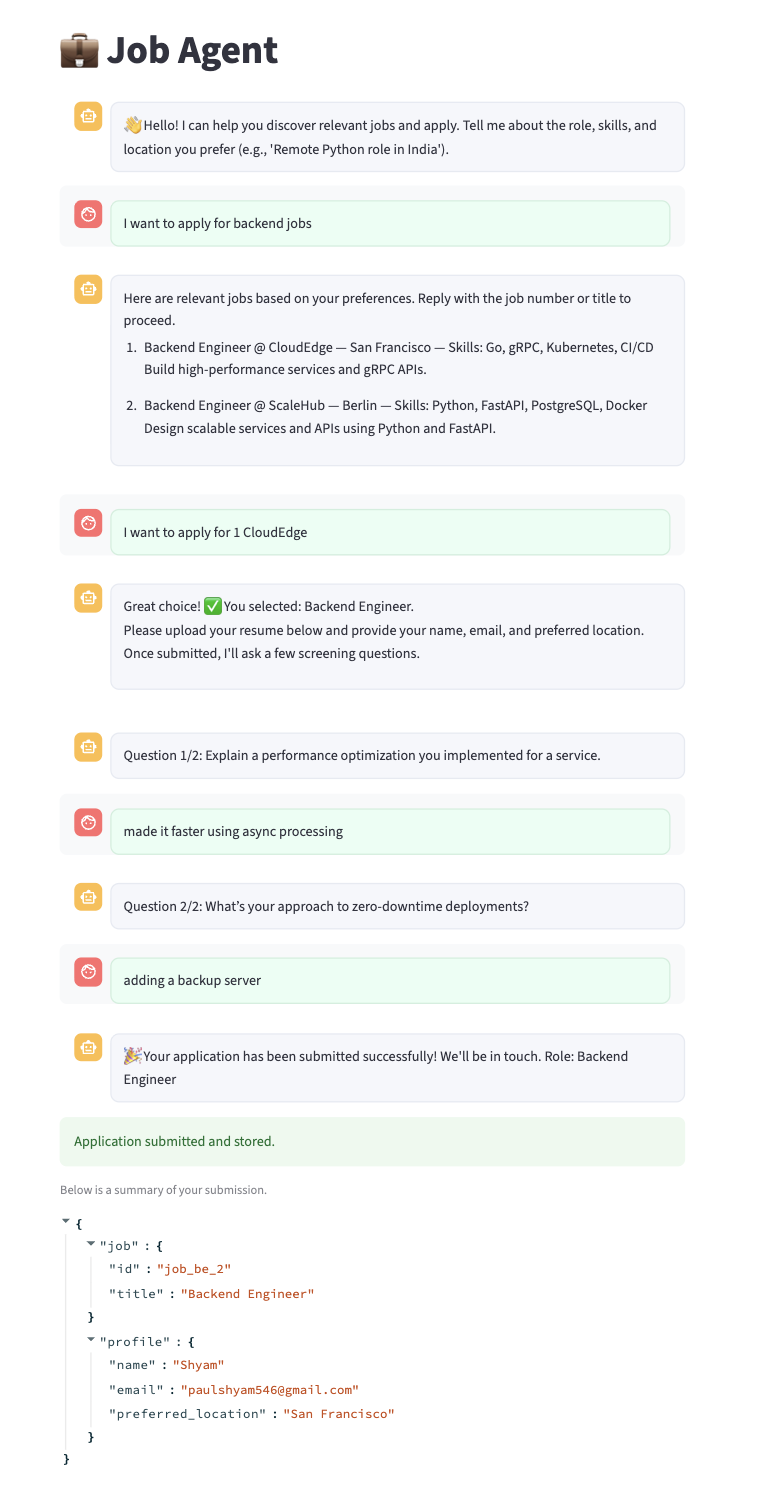 Job Agent
Hello! I can help you discover relevant jobs and apply. Tell me about the role, skills, and
location you prefer (e.g., 'Remote Python role in India').
I want to apply for backend jobs
Here are relevant jobs based on your preferences. Reply with the job number or title to
proceed.
1. Backend Engineer @ CloudEdge — San Francisco — Skills: Go, gRPC, Kubernetes, CI/CD
Build high-performance services and gRPC APIs.
2. Backend Engineer @ ScaleHub — Berlin — Skills: Python, FastAPI, PostgreSQL, Docker
Design scalable services and APIs using Python and FastAPI.
I want to apply for 1 CloudEdge
Great choice! ✅ You selected: Backend Engineer.
Please upload your resume below and provide your name, email, and preferred location.
Once submitted, I'll ask a few screening questions.
Question 1/2: Explain a performance optimization you implemented for a service.
made it faster using async processing
Question 2/2: What’s your approach to zero-downtime deployments?
adding a backup server
Your application has been submitted successfully! We'll be in touch. Role: Backend
Engineer
Application submitted and stored.
Below is a summary of your submission.
{
"job" : {
"id" : "job_be_2"
"title" : "Backend Engineer"
}
"profile" : {
"name" : "Shyam"
"email" : "paulshyam546@gmail.com"
"preferred_location" : "San Francisco"
}
}